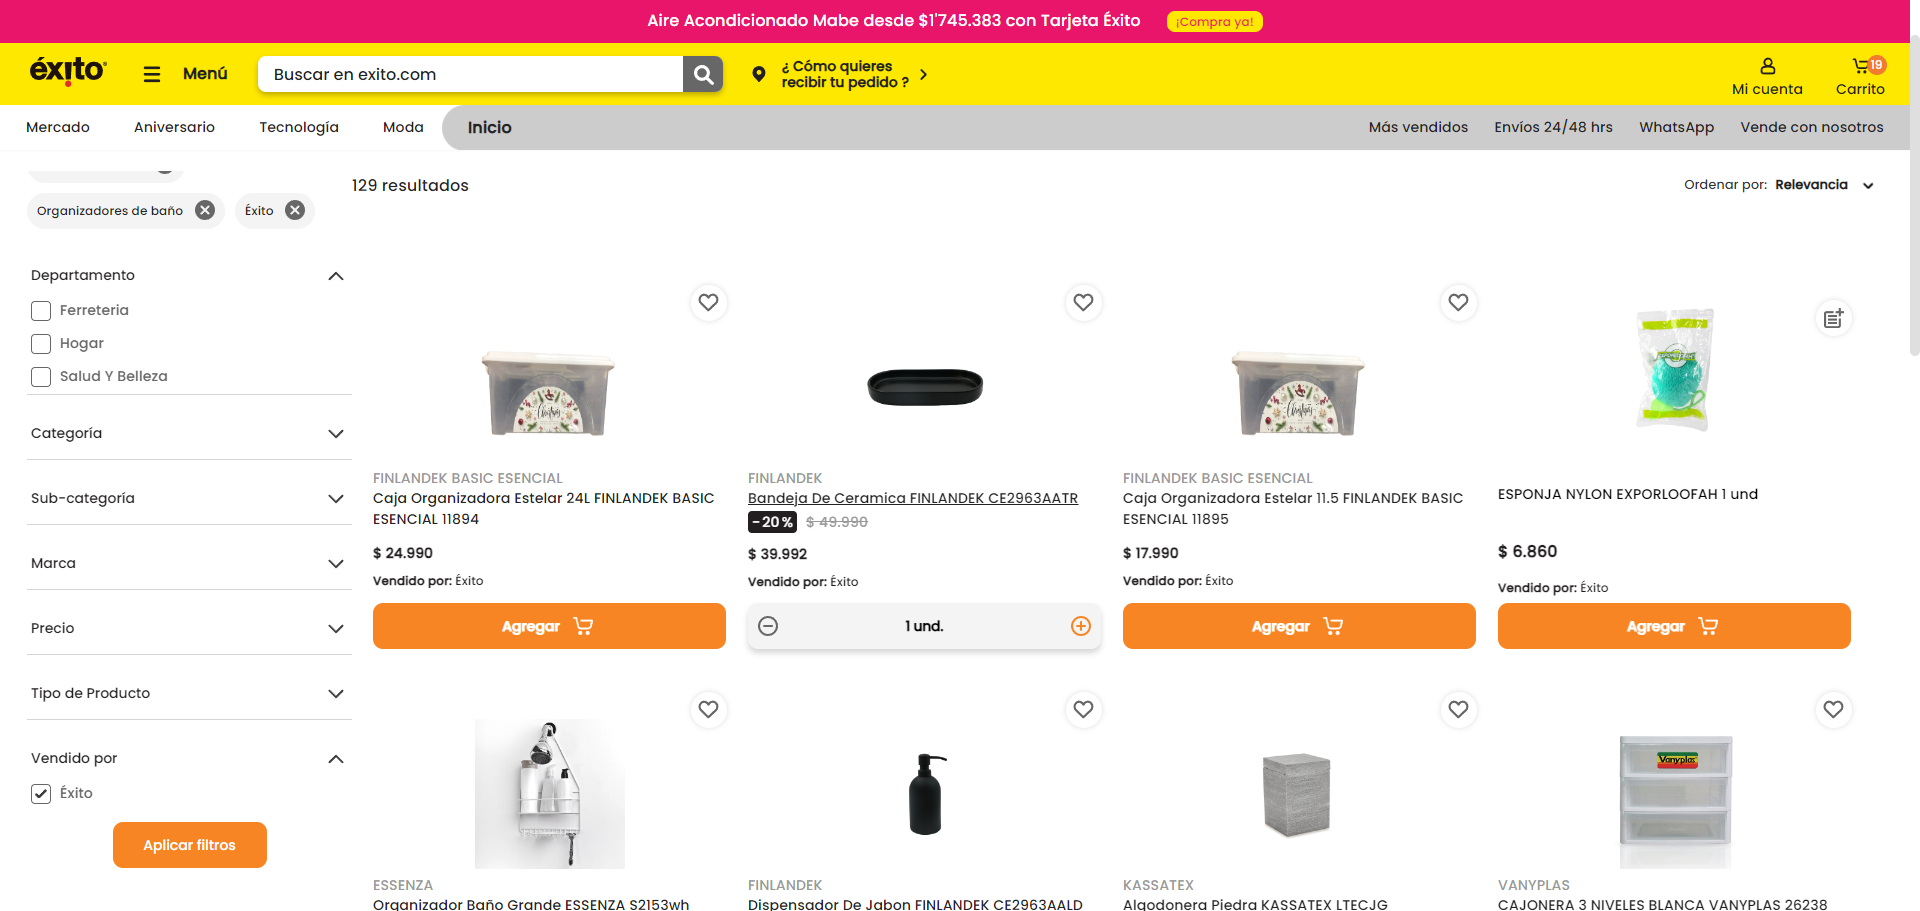 Aire Acondicionado Mabe desde $1'745.383 con Tarjeta Éxito ¡Compra ya!
éxito
Menú
Buscar en exito.com
¿ Cómo quieres
recibir tu pedido ?
Mi cuenta
19
Carrito
Mercado Aniversario Tecnología Moda Inicio Más vendidos Envíos 24/48 hrs WhatsApp Vende con nosotros
Organizadores de baño
Éxito
129 resultados
Ordenar por: Relevancia
Departamento
Ferreteria
Hogar
Salud Y Belleza
Categoría
Sub-categoría
Marca
Precio
Tipo de Producto
Vendido por
Éxito
Aplicar filtros
Christmas
FINLANDEK BASIC ESENCIAL
Caja Organizadora Estelar 24L FINLANDEK BASIC
ESENCIAL 11894
$ 24.990
Vendido por: Éxito
Agregar
FINLANDEK
Bandeja De Ceramica FINLANDEK CE2963AATR
-20% $ 49.990
$ 39.992
Vendido por: Éxito
1 und.
Christmas
FINLANDEK BASIC ESENCIAL
Caja Organizadora Estelar 11.5 FINLANDEK BASIC
ESENCIAL 11895
$ 17.990
Vendido por: Éxito
Agregar
ESPONJA NYLON EXPORLOOFAH 1 und
$ 6.860
Vendido por: Éxito
Agregar
ESSENZA
Organizador Baño Grande ESSENZA S2153wh
FINLANDEK
Dispensador De Jabon FINLANDEK CE2963AALD
KASSATEX
Algodonera Piedra KASSATEX LTECJG
Vanyplas
VANYPLAS
CAJONERA 3 NIVELES BLANCA VANYPLAS 26238